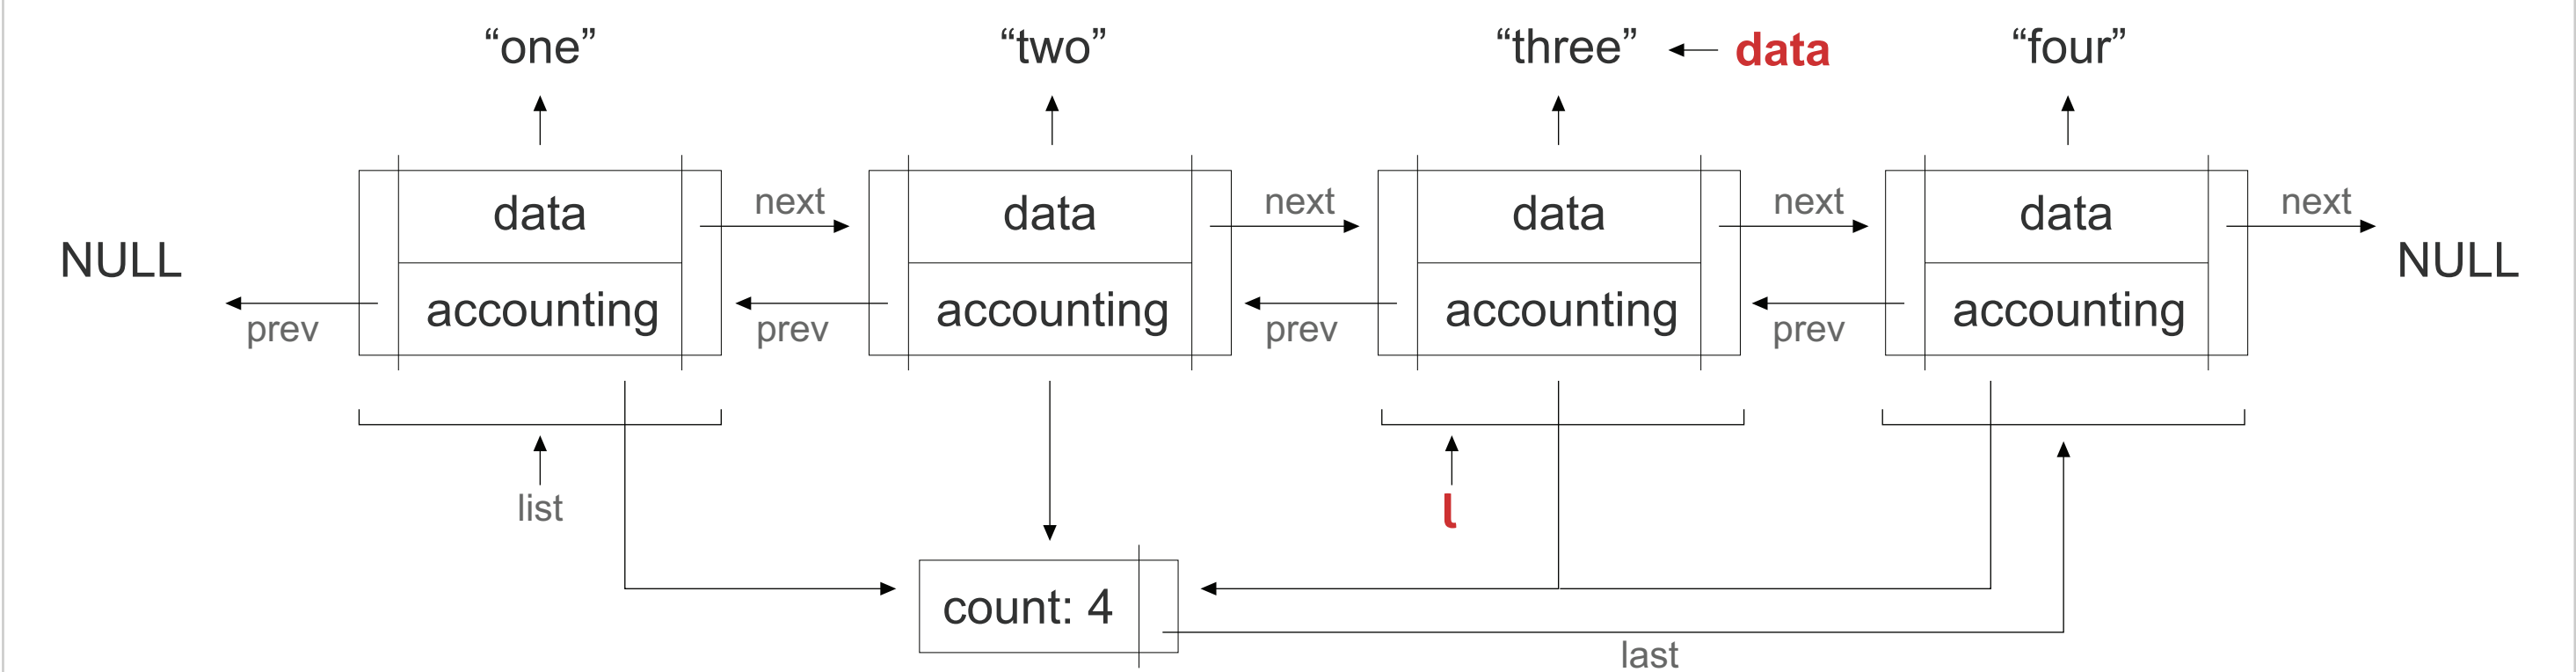 “one” “two” “three” data “four”
next next next next
data data data data
NULL NULL
accounting accounting accounting accounting
prev prev prev prev
list l
count: 4
last